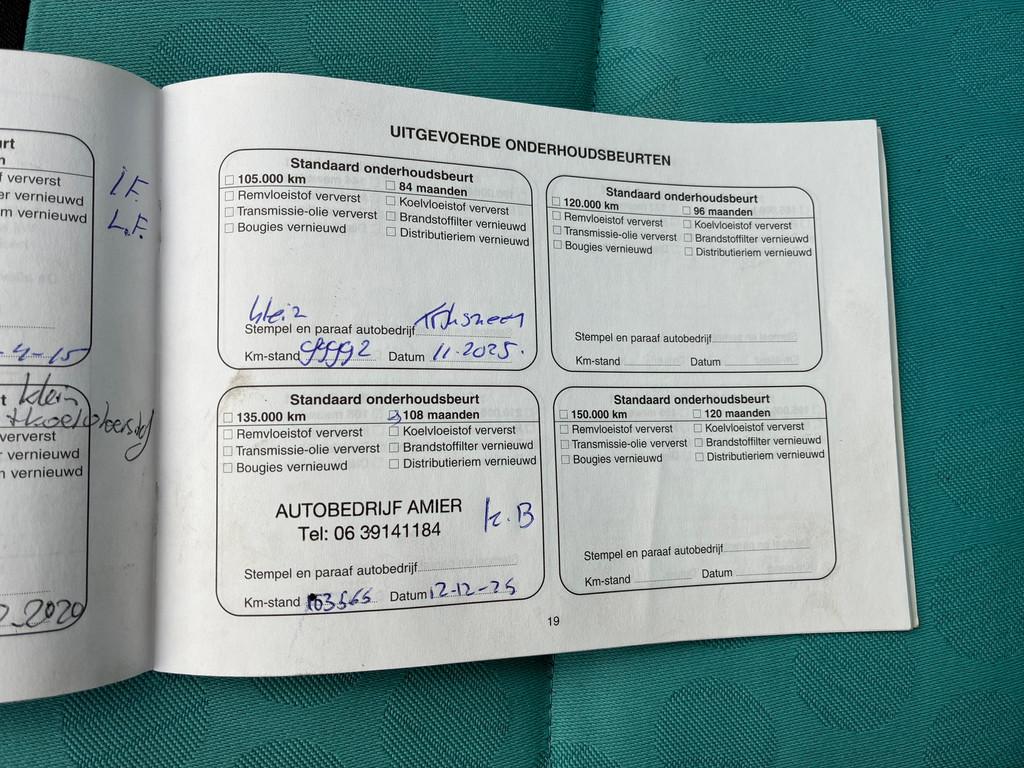 urt
n
f ververst
er vernieuwd
m vernieuwd
I.F.
L.F.
-4-15
t klein
+koelvloeistof
ververst
r vernieuwd
n vernieuwd
2020
UITGEVOERDE ONDERHOUDSBEURTEN
Standaard onderhoudsbeurt
105.000 km 84 maanden
Remvloeistof ververst Koelvloeistof ververst
Transmissie-olie ververst Brandstoffilter vernieuwd
Bougies vernieuwd Distributieriem vernieuwd
klein
Stempel en paraaf autobedrijf
Km-stand 99992 Datum 11-2025.
Standaard onderhoudsbeurt
120.000 km 96 maanden
Remvloeistof ververst Koelvloeistof ververst
Transmissie-olie ververst Brandstoffilter vernieuwd
Bougies vernieuwd Distributieriem vernieuwd
Stempel en paraaf autobedrijf
Km-stand Datum
Standaard onderhoudsbeurt
135.000 km 108 maanden
Remvloeistof ververst Koelvloeistof ververst
Transmissie-olie ververst Brandstoffilter vernieuwd
Bougies vernieuwd Distributieriem vernieuwd
AUTOBEDRIJF AMIER
Tel: 06 39141184
K.B
Stempel en paraaf autobedrijf
Km-stand 103565 Datum 12-12-25
Standaard onderhoudsbeurt
150.000 km 120 maanden
Remvloeistof ververst Koelvloeistof ververst
Transmissie-olie ververst Brandstoffilter vernieuwd
Bougies vernieuwd Distributieriem vernieuwd
Stempel en paraaf autobedrijf
Km-stand Datum
19